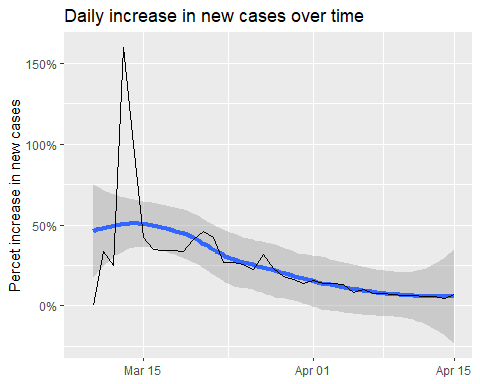 Daily increase in new cases over time
Percet increase in new cases
150%
100%
50%
0%
Mar 15
Apr 01
Apr 15